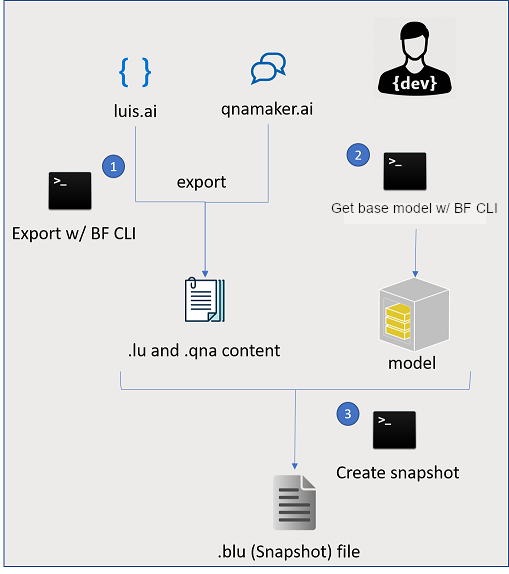 { }
luis.ai
qnamaker.ai
{dev}
1
>_
Export w/ BF CLI
export
2
>_
Get base model w/ BF CLI
.lu and .qna content
model
3
>_
Create snapshot
.blu (Snapshot) file